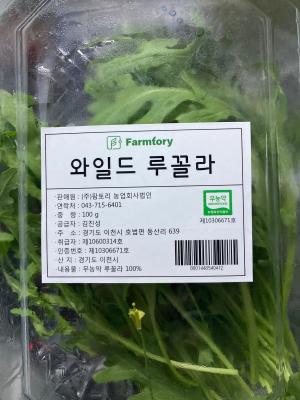 Farmfory
와일드 루꼴라
· 판매원 : (주)팜토리 농업회사법인
· 연락처 : 043-715-6401
· 중 량 : 100 g
· 공급자 : 김진성
· 주 소 : 경기도 이천시 호법면 동산리 639
· 취급자 : 제10600314호
· 인증번호 : 제10306671호
· 산 지 : 경기도 이천시
· 내용물 : 무농약 루꼴라 100%
무농약
제10306671호
8001448540412